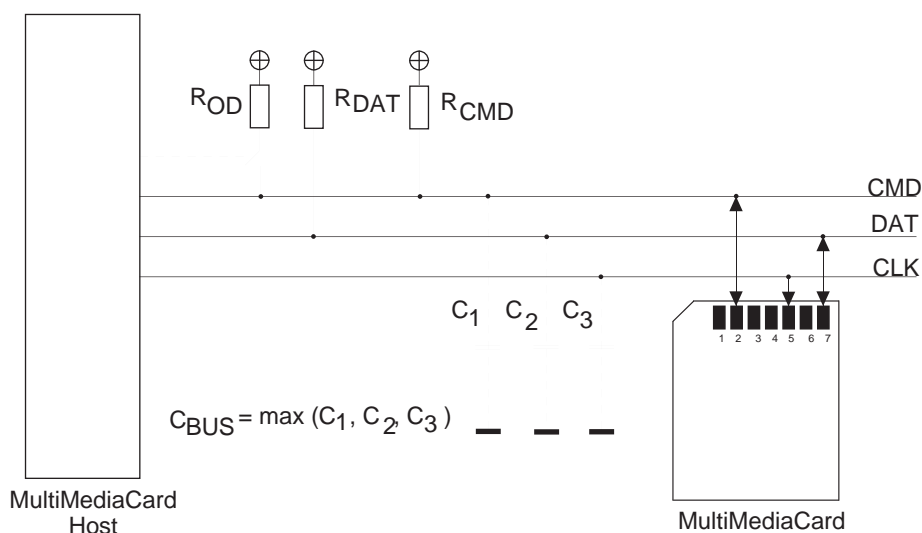 ROD RDAT RCMD
CMD
DAT
CLK
C1 C2 C3
1 2 3 4 5 6 7
CBUS = max (C1, C2, C3 )
MultiMediaCard
Host
MultiMediaCard